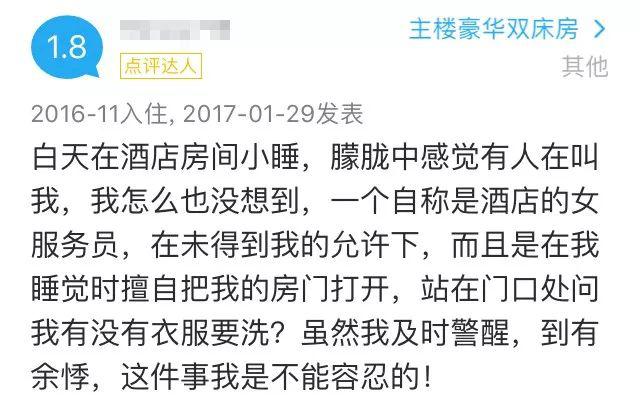 1.8
主楼豪华双床房
点评达人
其他
2016-11入住, 2017-01-29发表
白天在酒店房间小睡，朦胧中感觉有人在叫
我，我怎么也没想到，一个自称是酒店的女
服务员，在未得到我的允许下，而且是在我
睡觉时擅自把我的房门打开，站在门口处问
我有没有衣服要洗？虽然我及时警醒，到有
余悸，这件事我是不能容忍的！